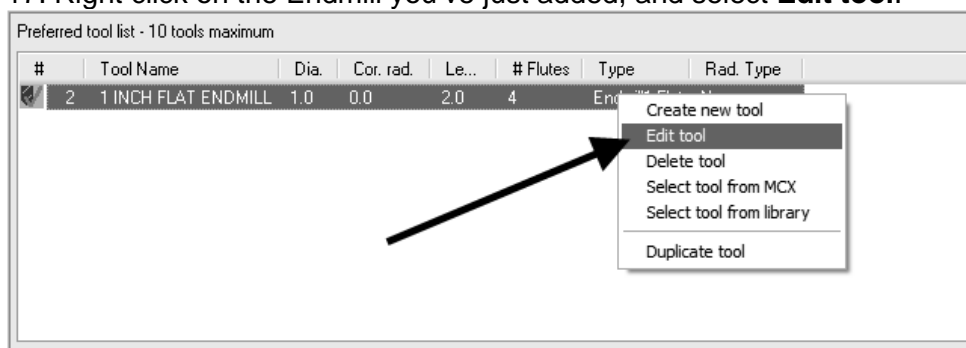 17. Right-click on the Endmill you've just added, and select Edit tool.
Preferred tool list - 10 tools maximum
# Tool Name Dia. Cor. rad. Le... # Flutes Type Rad. Type
2 1 INCH FLAT ENDMILL 1.0 0.0 2.0 4
Create new tool
Edit tool
Delete tool
Select tool from MCX
Select tool from library
Duplicate tool